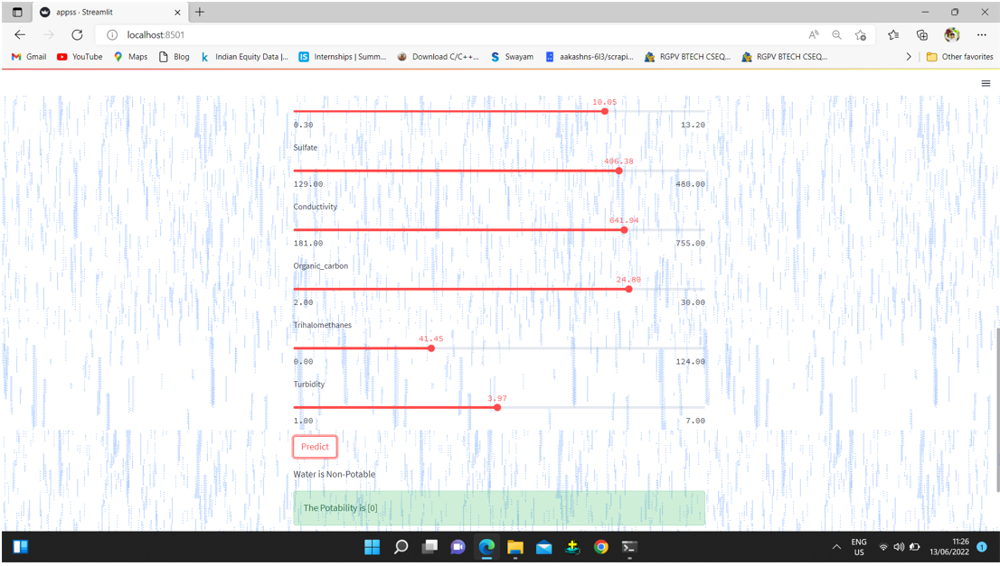 appss · Streamlit
localhost:8501
Gmail
YouTube
Maps
Blog
Indian Equity Data |...
Internships | Summ...
Download C/C++...
Swayam
aakashns-6l3/scrapi...
RGPV BTECH CSEQ...
RGPV BTECH CSEQ...
Other favorites
10.05
0.30 13.20
Sulfate
406.38
129.00 480.00
Conductivity
641.94
181.00 755.00
Organic_carbon
24.80
2.00 30.00
Trihalomethanes
41.45
0.00 124.00
Turbidity
3.97
1.00 7.00
Predict
Water is Non-Potable
The Potability is [0]
ENG
US
11:26
13/06/2022
1